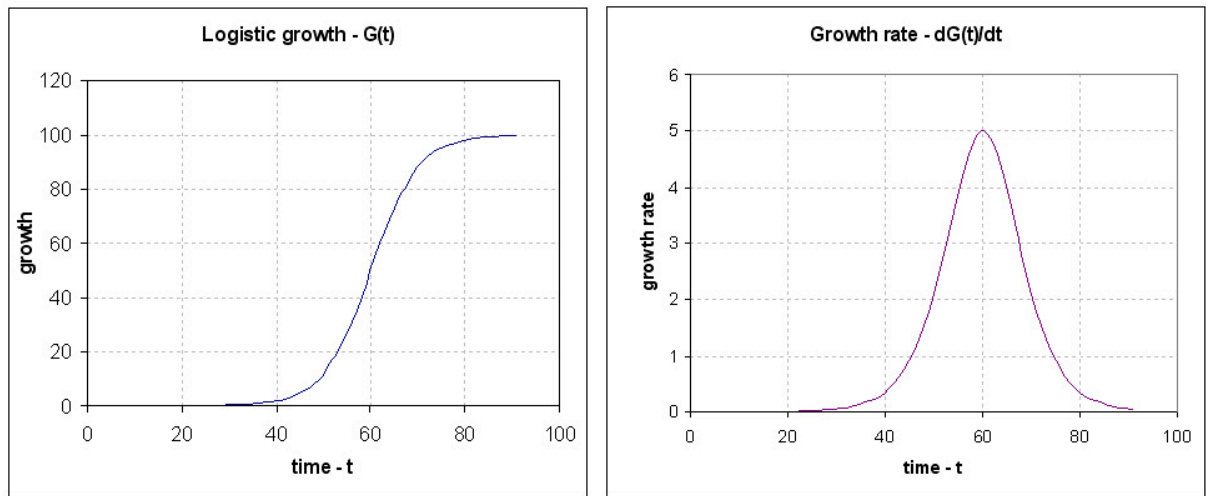 Logistic growth - G(t)
120
100
80
60
40
20
0
growth
0 20 40 60 80 100
time - t
Growth rate - dG(t)/dt
6
5
4
3
2
1
0
growth rate
0 20 40 60 80 100
time - t